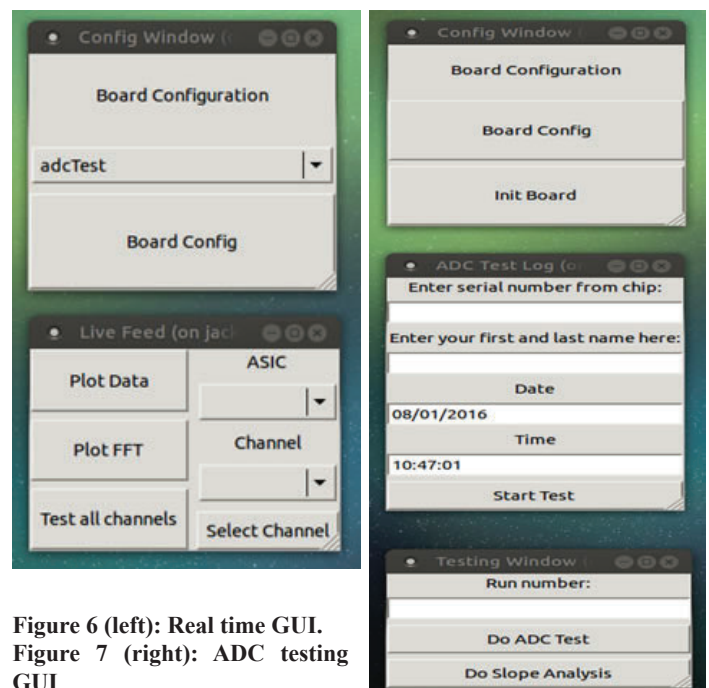 Config Window (
Board Configuration
adcTest
Board Config
Live Feed (on jac
Plot Data
Plot FFT
Test all channels
ASIC
Channel
Select Channel
Figure 6 (left): Real time GUI.
Figure 7 (right): ADC testing
GUI
Config Window (
Board Configuration
Board Config
Init Board
ADC Test Log (o
Enter serial number from chip:
Enter your first and last name here:
Date
08/01/2016
Time
10:47:01
Start Test
Testing Window (
Run number:
Do ADC Test
Do Slope Analysis